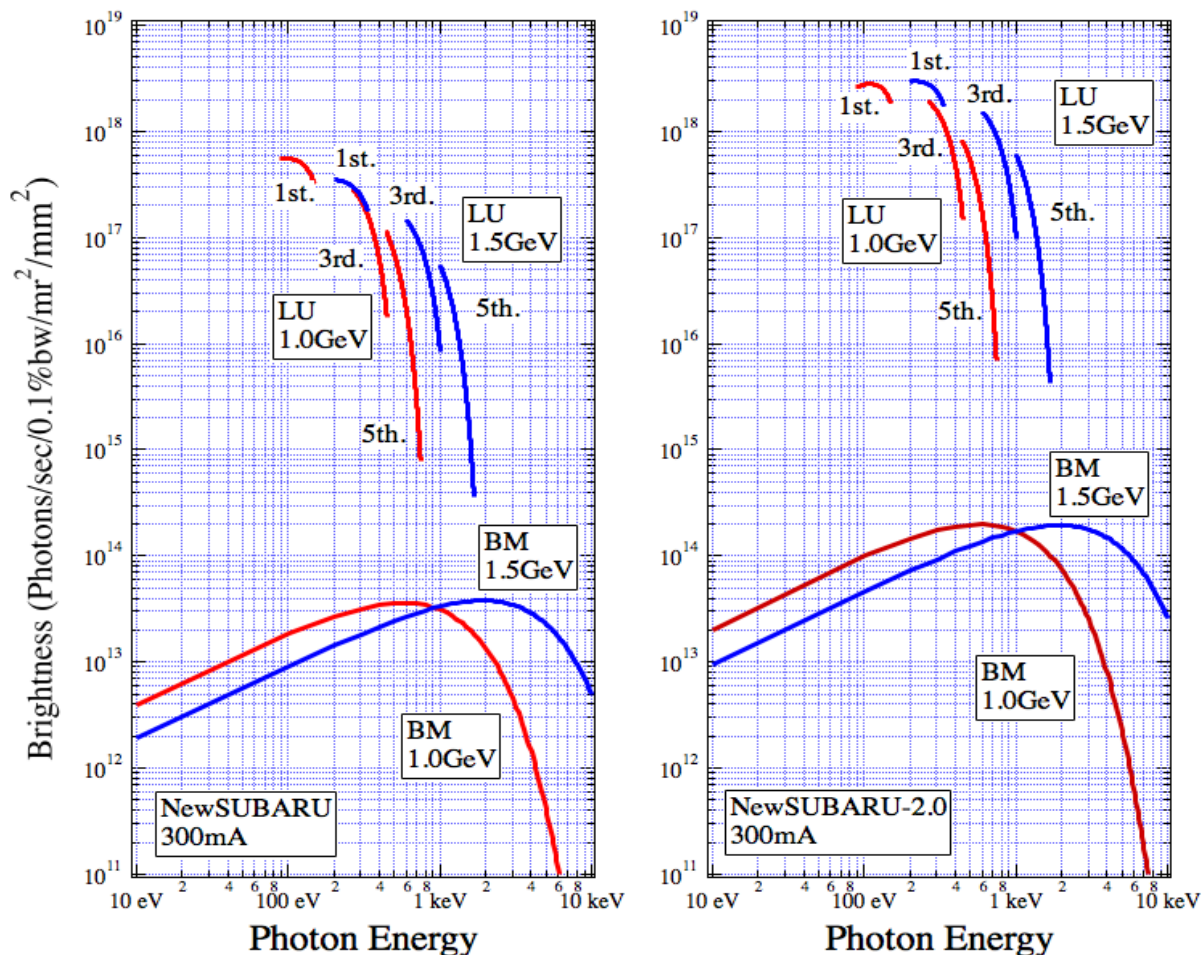 Brightness (Photons/sec/0.1%bw/mr²/mm²)
10¹⁹
10¹⁸
10¹⁷
10¹⁶
10¹⁵
10¹⁴
10¹³
10¹²
10¹¹
1st.
1st.
3rd.
3rd.
LU
1.5GeV
LU
1.0GeV
5th.
5th.
BM
1.5GeV
BM
1.0GeV
NewSUBARU
300mA
10 eV 2 4 6 8 100 eV 2 4 6 8 1 keV 2 4 6 8 10 keV
Photon Energy
10¹⁹
10¹⁸
10¹⁷
10¹⁶
10¹⁵
10¹⁴
10¹³
10¹²
10¹¹
1st.
1st.
3rd.
3rd.
LU
1.5GeV
LU
1.0GeV
5th.
5th.
BM
1.5GeV
BM
1.0GeV
NewSUBARU-2.0
300mA
10 eV 2 4 6 8 100 eV 2 4 6 8 1 keV 2 4 6 8 10 keV
Photon Energy